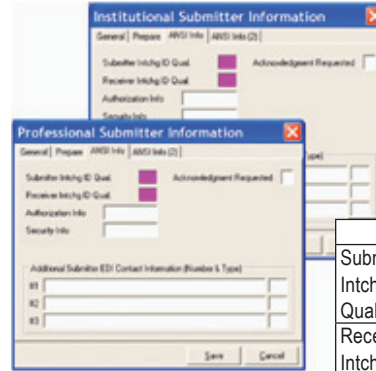 Institutional Submitter Information
General Prepare ANSI Info ANSI Info (2)
Submitter Intchg ID Qual. Acknowledgment Requested
Receiver Intchg ID Qual.
Authorization Info
Security Info
Professional Submitter Information
General Prepare ANSI Info ANSI Info (2)
Submitter Intchg ID Qual. Acknowledgment Requested
Receiver Intchg ID Qual.
Authorization Info
Security Info
Additional Submitter EDI Contact Information (Number & Type)
#1
#2
#3
Save Cancel
Intch
Qual
Rece
Intch